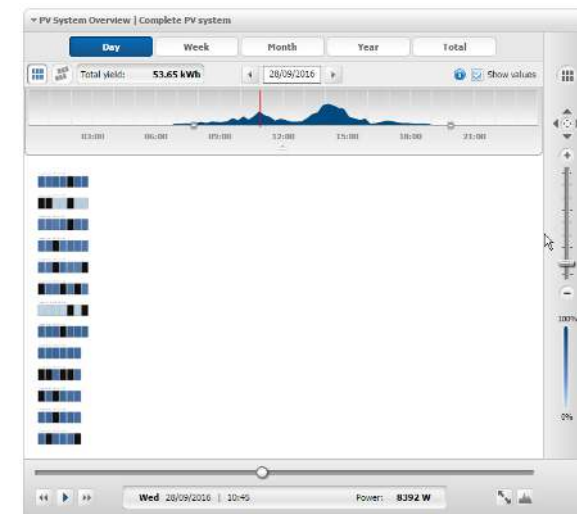 PV System Overview | Complete PV system
Day Week Month Year Total
Total yield: 53.65 kWh 28/09/2016 Show values
03:00 06:00 09:00 12:00 15:00 18:00 21:00
100%
0%
Wed 28/09/2016 | 10:45 Power: 8392 W